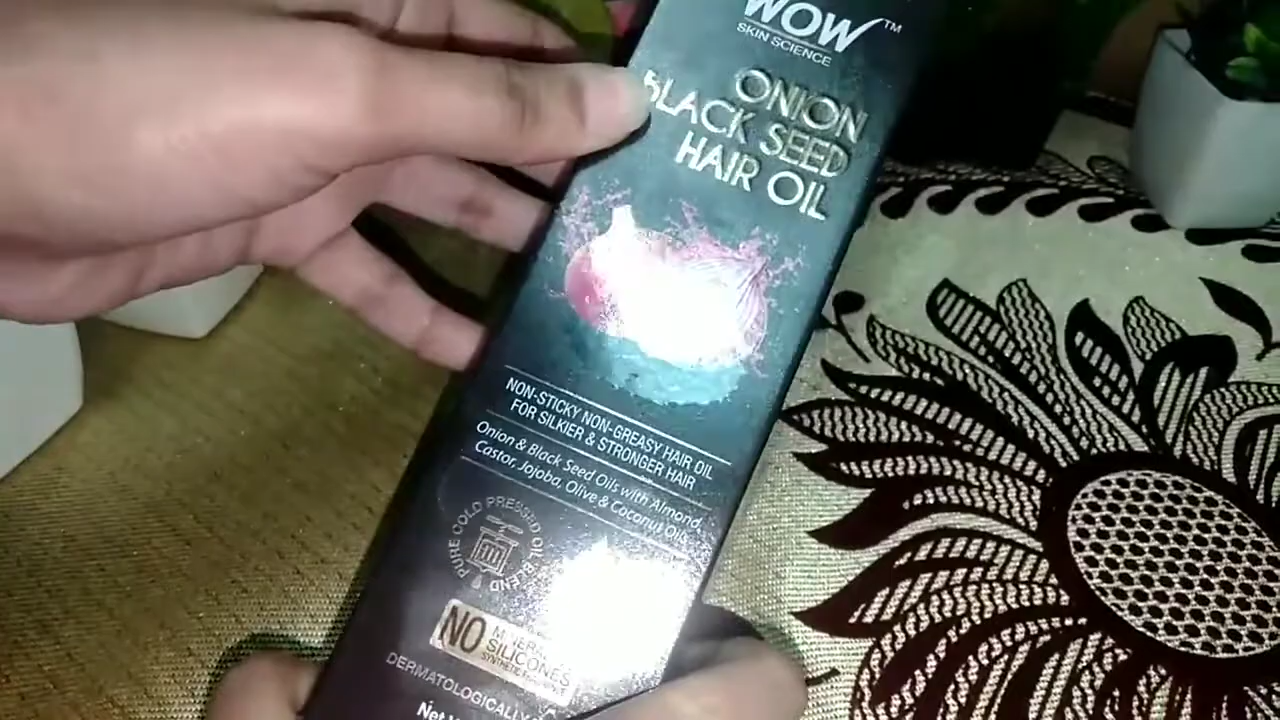 WOW™
SKIN SCIENCE
ONION
BLACK SEED
HAIR OIL
NON-STICKY NON-GREASY HAIR OIL
FOR SILKIER & STRONGER HAIR
Onion & Black Seed Oils with Almond,
Castor, Jojoba, Olive & Coconut Oils
PURE COLD PRESSED OIL BLEND
NO
SILICONES
DERMATOLOGICALLY
Net